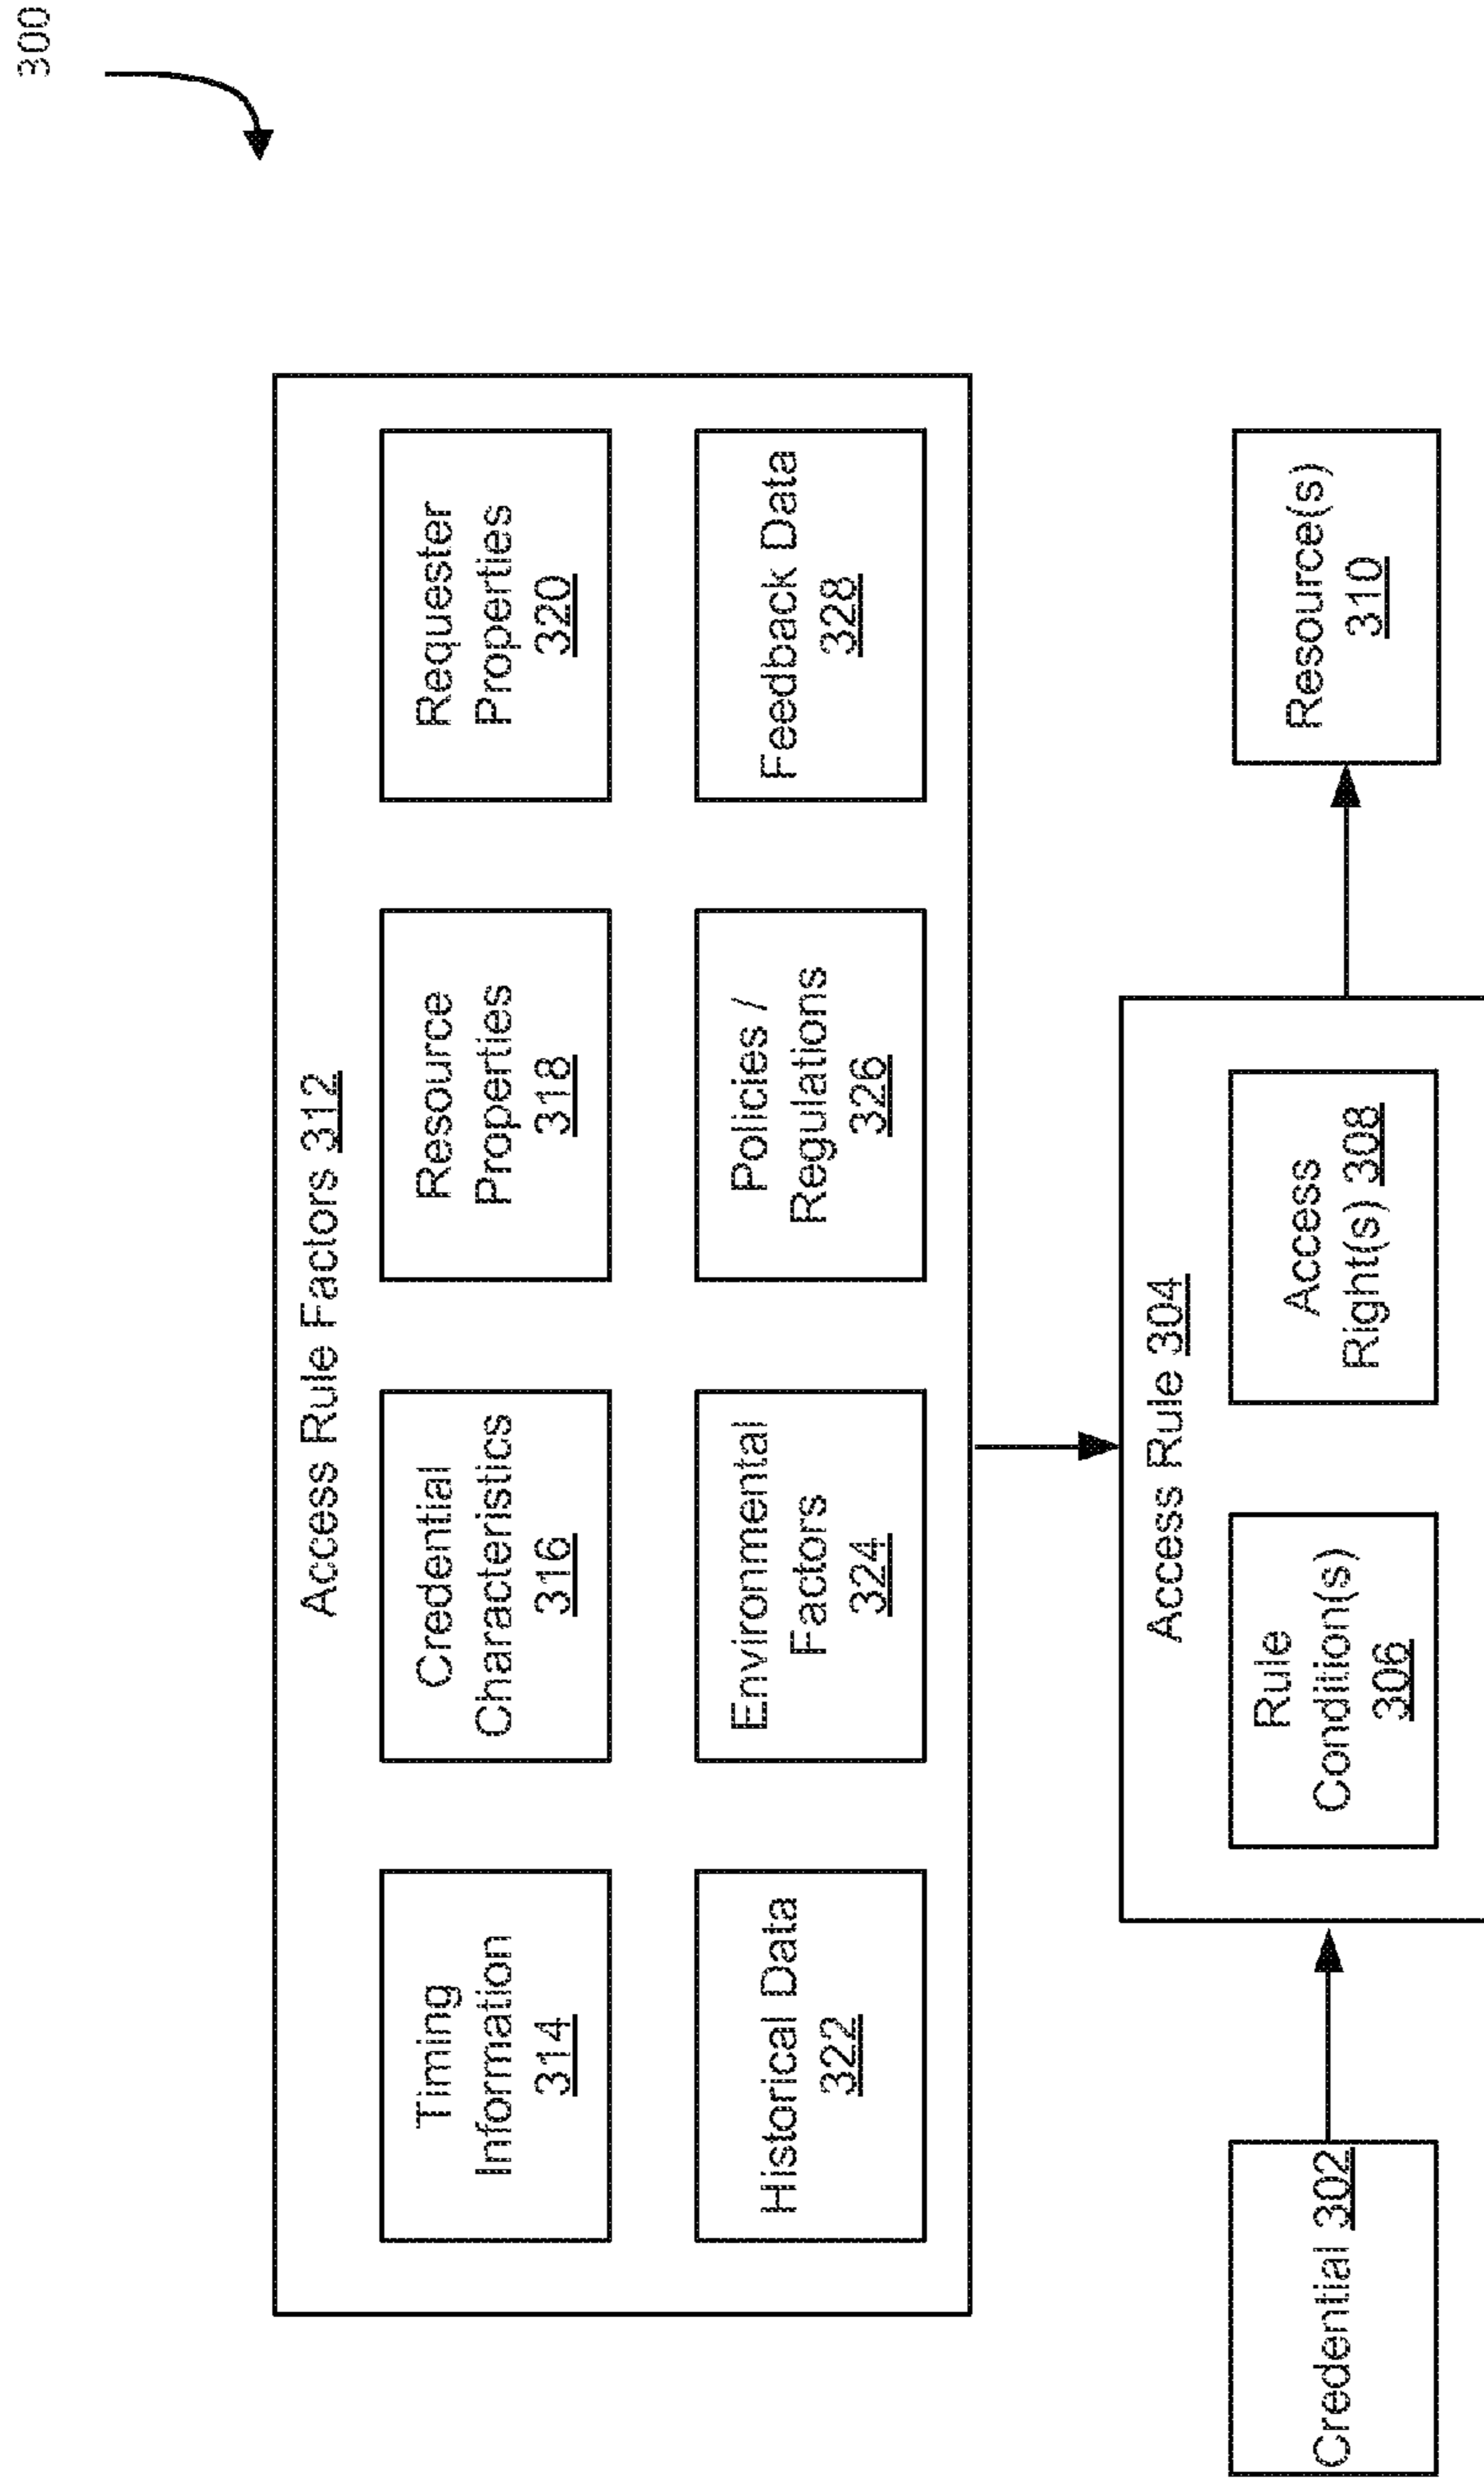 300
Access Rule Factors 312
Timing
Information
314
Credential
Characteristics
316
Resource
Properties
318
Requester
Properties
320
Historical Data
322
Environmental
Factors
324
Policies /
Regulations
326
Feedback Data
328
Credential 302
Access Rule 304
Rule
Condition(s)
306
Access
Right(s) 308
Resource(s)
310